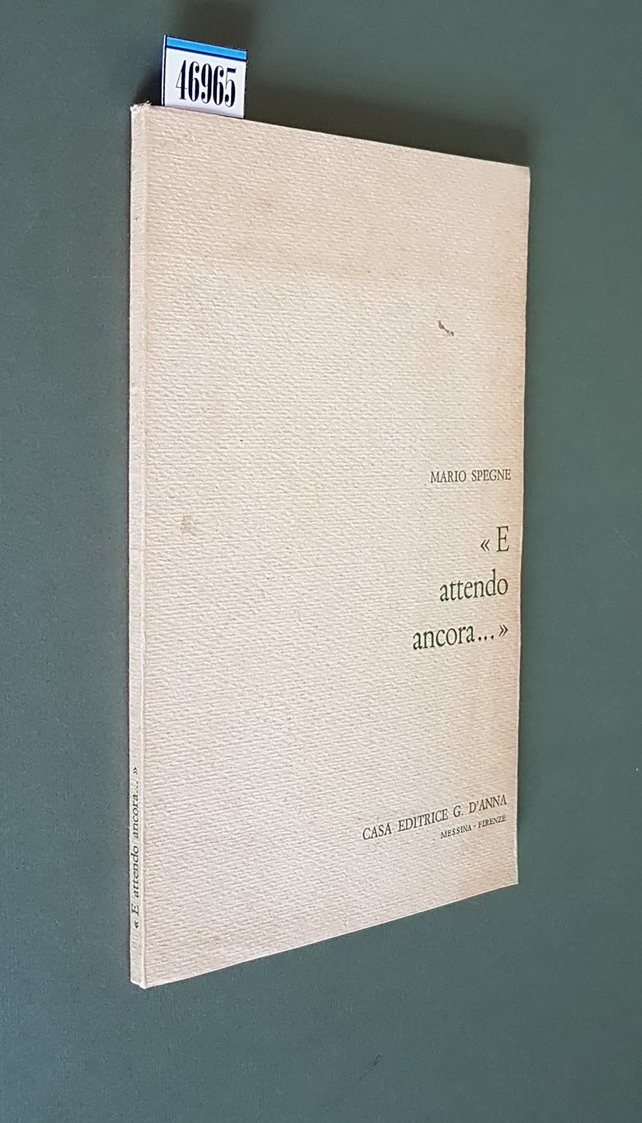 46965
MARIO SPEGNE
« E
attendo
ancora... »
CASA EDITRICE G. D'ANNA
MESSINA - FIRENZE
« E attendo ancora... »